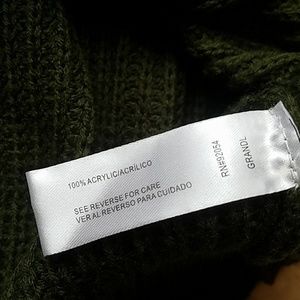 100% ACRYLIC/ACRÍLICO
SEE REVERSE FOR CARE
VER AL REVERSO PARA CUIDADO
RN#92054
GRANDL